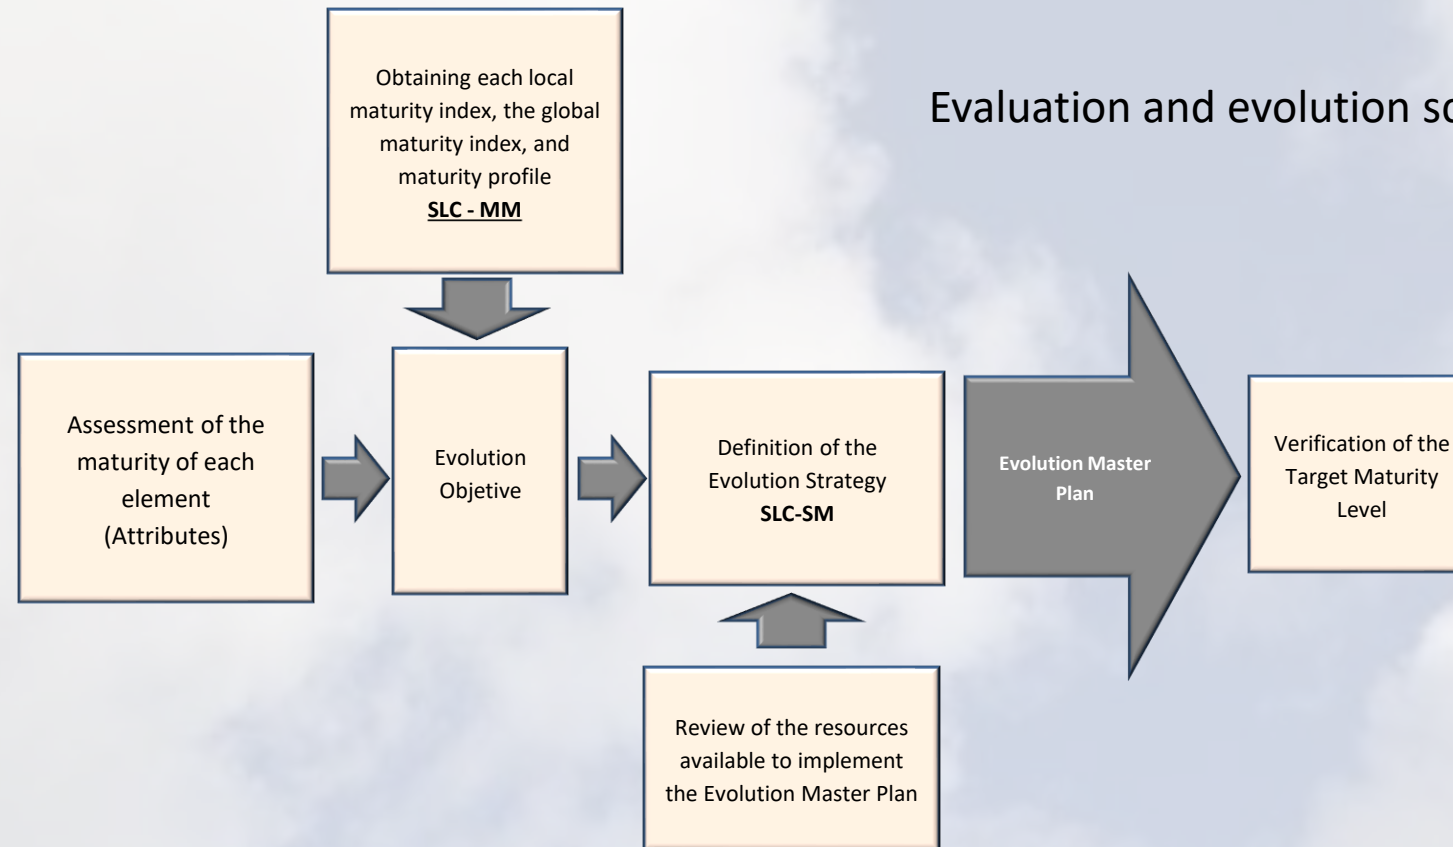 Obtaining each local
maturity index, the global
maturity index, and
maturity profile
SLC - MM
Evaluation and evolution
Assessment of the
maturity of each
element
(Attributes)
Evolution
Objetive
Definition of the
Evolution Strategy
SLC-SM
Evolution Master
Plan
Verification of the
Target Maturity
Level
Review of the resources
available to implement
the Evolution Master Plan